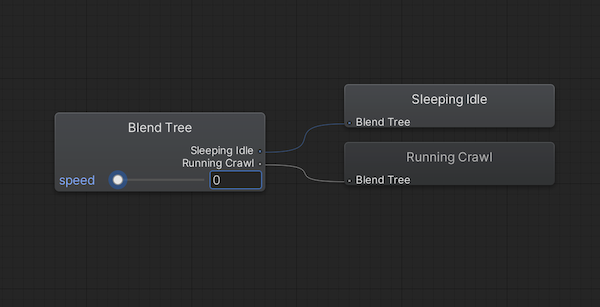 Blend Tree
Sleeping Idle
Running Crawl
speed 0
Sleeping Idle
Blend Tree
Running Crawl
Blend Tree